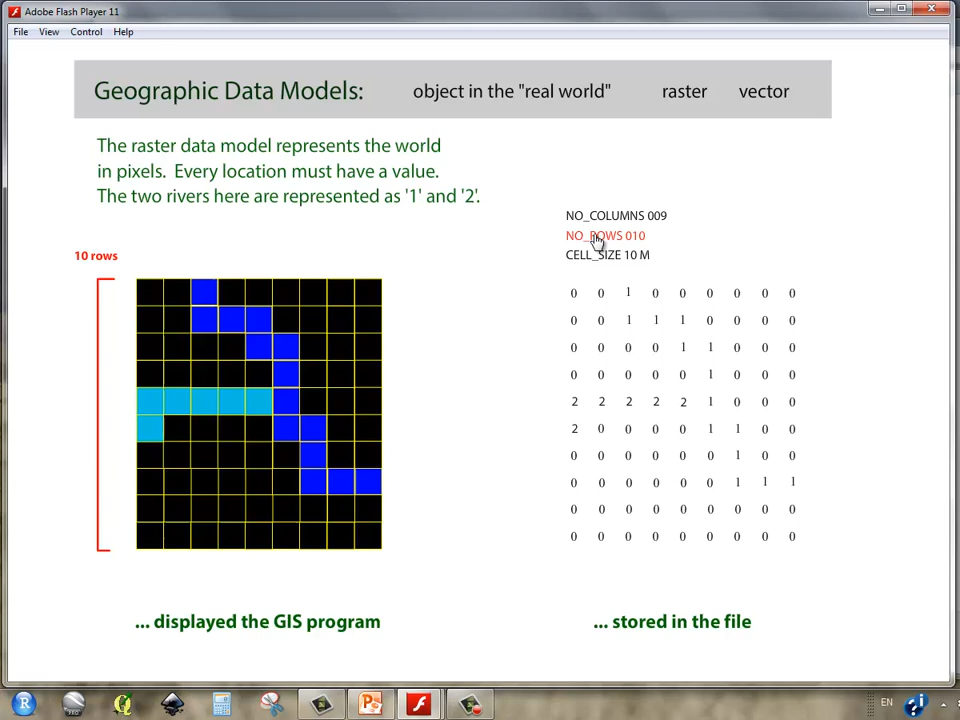 Adobe Flash Player 11
File View Control Help
Geographic Data Models: object in the "real world" raster vector
The raster data model represents the world
in pixels. Every location must have a value.
The two rivers here are represented as '1' and '2'.
NO_COLUMNS 009
NO_ROWS 010
CELL_SIZE 10 M
10 rows
0 0 1 0 0 0 0 0 0
0 0 1 1 1 0 0 0 0
0 0 0 0 1 1 0 0 0
0 0 0 0 0 1 0 0 0
2 2 2 2 2 1 0 0 0
2 0 0 0 0 1 1 0 0
0 0 0 0 0 0 1 0 0
0 0 0 0 0 0 1 1 1
0 0 0 0 0 0 0 0 0
0 0 0 0 0 0 0 0 0
... displayed the GIS program
... stored in the file
EN